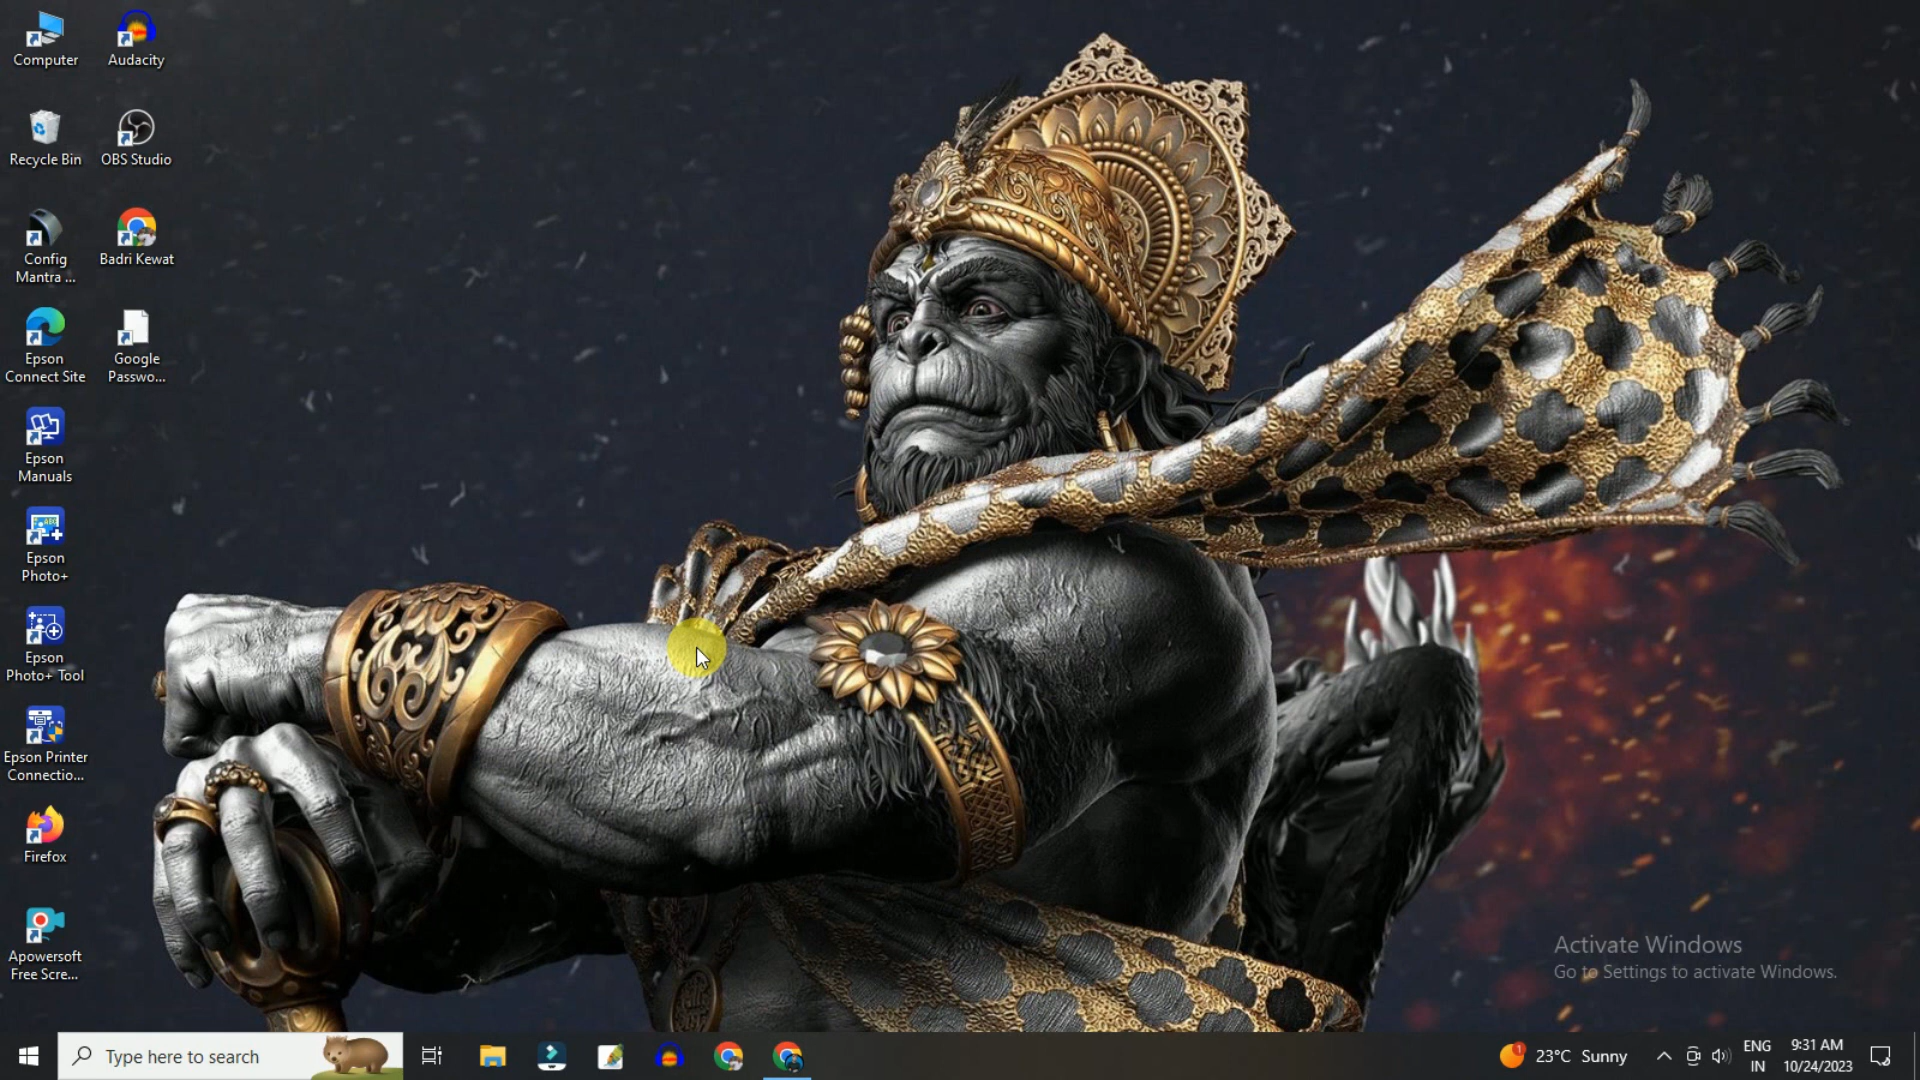 Computer
Audacity
Recycle Bin
OBS Studio
Config
Mantra ...
Badri Kewat
Epson
Connect Site
Google
Passwo...
Epson
Manuals
Epson
Photo+
Epson
Photo+ Tool
Epson Printer
Connectio...
Firefox
Apowersoft
Free Scre...
Activate Windows
Go to Settings to activate Windows.
Type here to search
1
23°C Sunny
ENG
IN
9:31 AM
10/24/2023